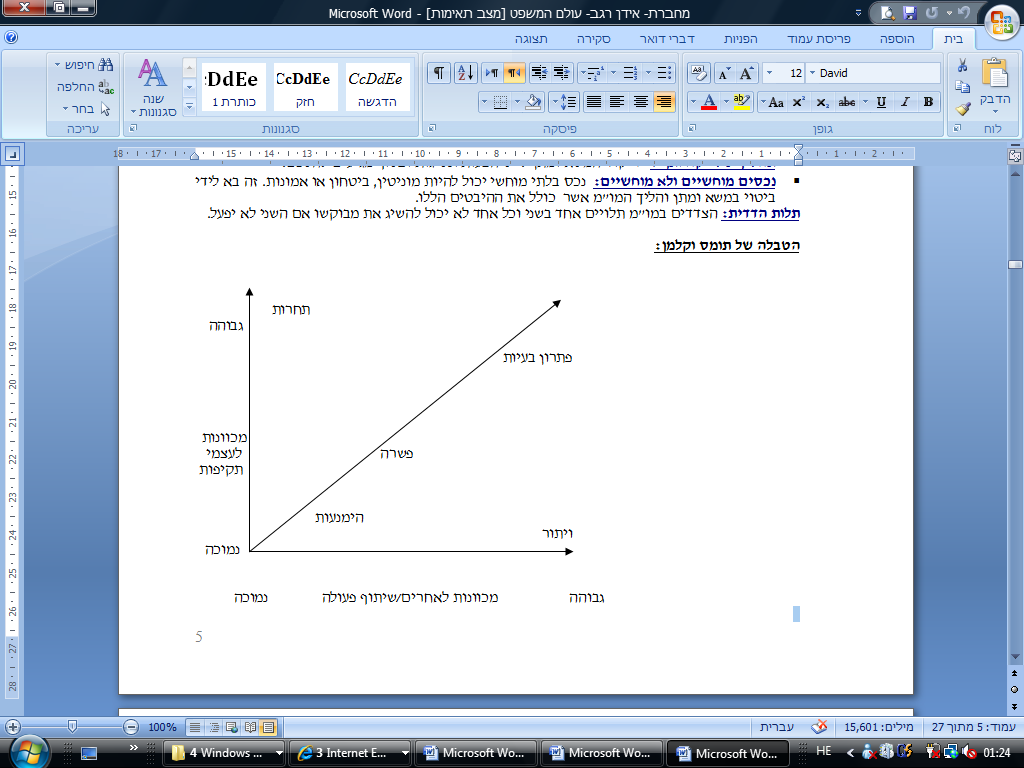 מחברת- אידן רגב- עולם המשפט [מצב תאימות] - Microsoft Word
בית
הוספה
פריסת עמוד
הפניות
דברי דואר
סקירה
תצוגה
הדבק
לוח
David
12
גופן
פיסקה
AaBbCcDdEe
הדגשה
חזק
כותרת 1
שנה סגנונות
סגנונות
חיפוש
החלפה
בחר
עריכה
נכסים מוחשיים ולא מוחשיים: נכס בלתי מוחשי יכול להיות מוניטין, ביטחון או אמונות. זה בא לידי
ביטוי במשא ומתן והליך המו״מ אשר כולל את ההיבטים הללו.
תלות הדדית: הצדדים במו״מ תלויים אחד בשני וכל אחד לא יכול להשיג את מבוקשו אם השני לא יפעל.
הטבלה של תומס וקלמן:
תחרות
גבוהה
פתרון בעיות
מכוונות
לעצמי
תקיפות
פשרה
הימנעות
ויתור
נמוכה
גבוהה
מכוונות לאחרים/שיתוף פעולה
נמוכה
5
עמוד: 5 מתוך 27
מילים: 15,601
עברית
100%
4 Windows ...
3 Internet E...
Microsoft Wo...
Microsoft Wo...
Microsoft Wo...
HE
01:24